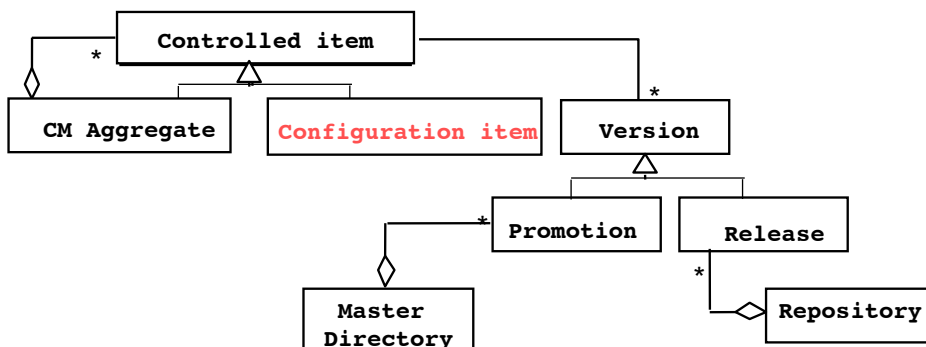 Controlled item
*
CM Aggregate
Configuration item
*
Version
*
Promotion
Release
*
Master
Directory
Repository